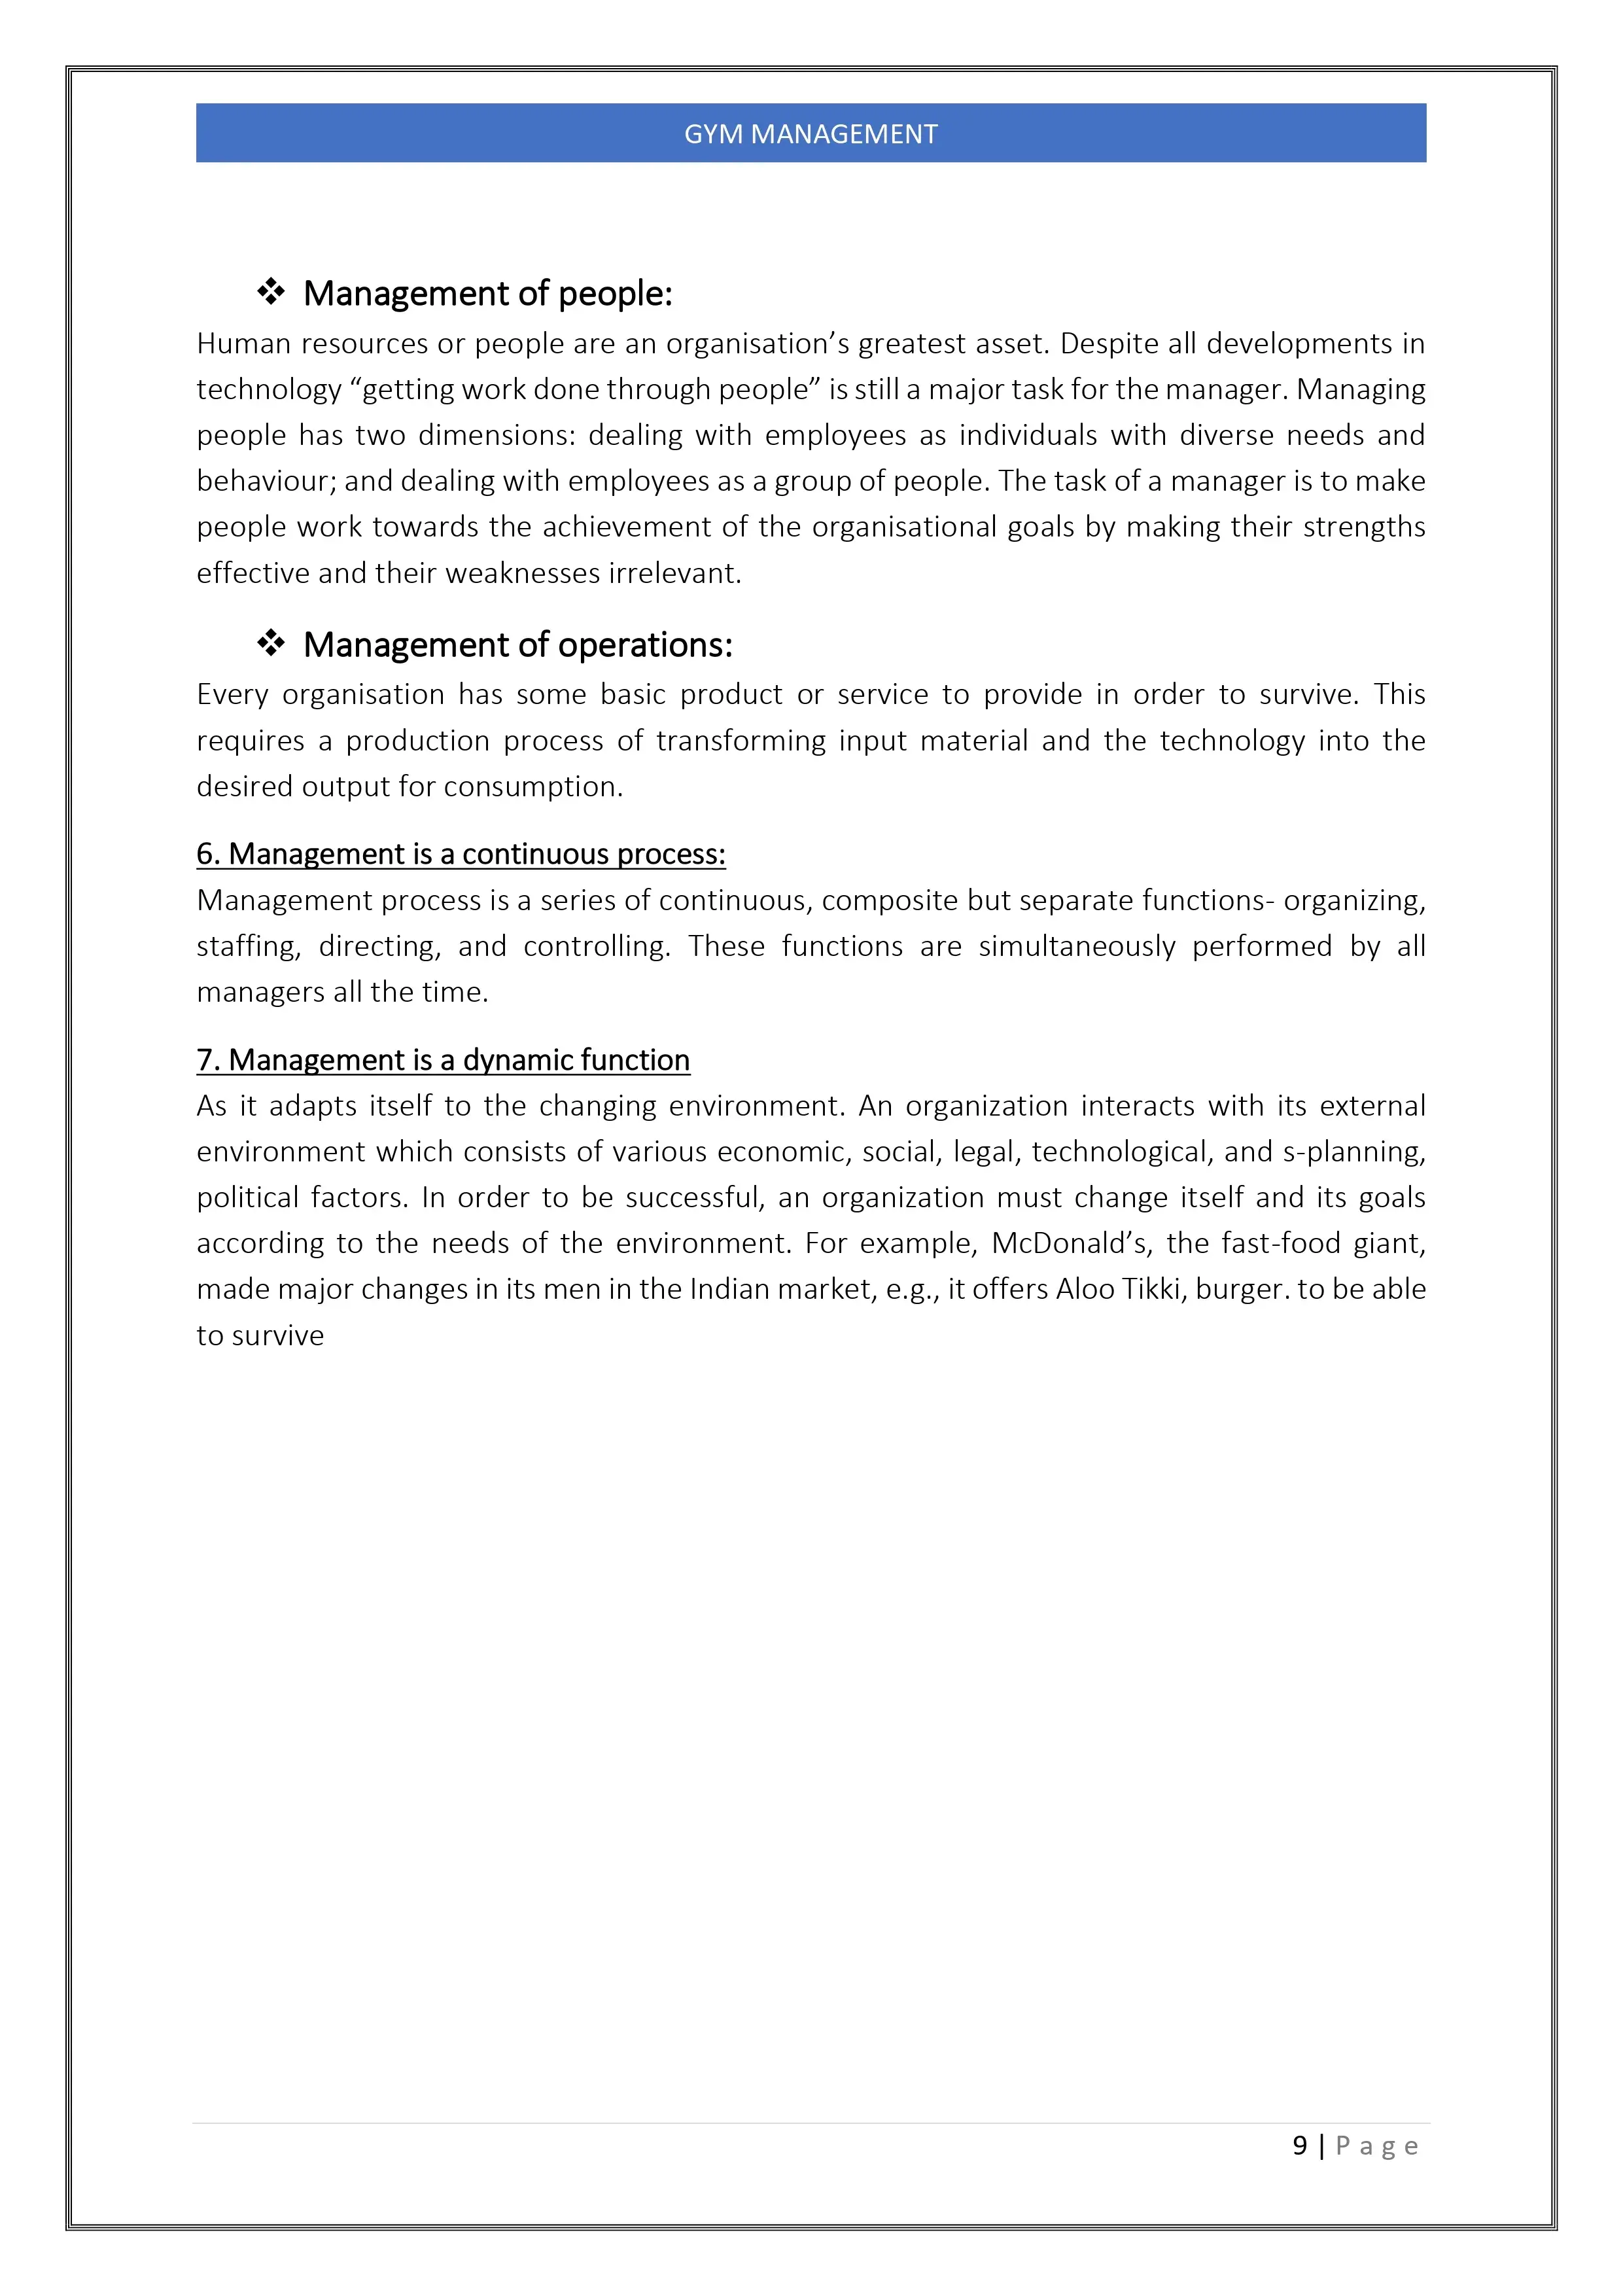 GYM MANAGEMENT
❖ Management of people:
Human resources or people are an organisation’s greatest asset. Despite all developments in
technology “getting work done through people” is still a major task for the manager. Managing
people has two dimensions: dealing with employees as individuals with diverse needs and
behaviour; and dealing with employees as a group of people. The task of a manager is to make
people work towards the achievement of the organisational goals by making their strengths
effective and their weaknesses irrelevant.
❖ Management of operations:
Every organisation has some basic product or service to provide in order to survive. This
requires a production process of transforming input material and the technology into the
desired output for consumption.
6. Management is a continuous process:
Management process is a series of continuous, composite but separate functions- organizing,
staffing, directing, and controlling. These functions are simultaneously performed by all
managers all the time.
7. Management is a dynamic function
As it adapts itself to the changing environment. An organization interacts with its external
environment which consists of various economic, social, legal, technological, and s-planning,
political factors. In order to be successful, an organization must change itself and its goals
according to the needs of the environment. For example, McDonald’s, the fast-food giant,
made major changes in its men in the Indian market, e.g., it offers Aloo Tikki, burger. to be able
to survive
9 | P a g e